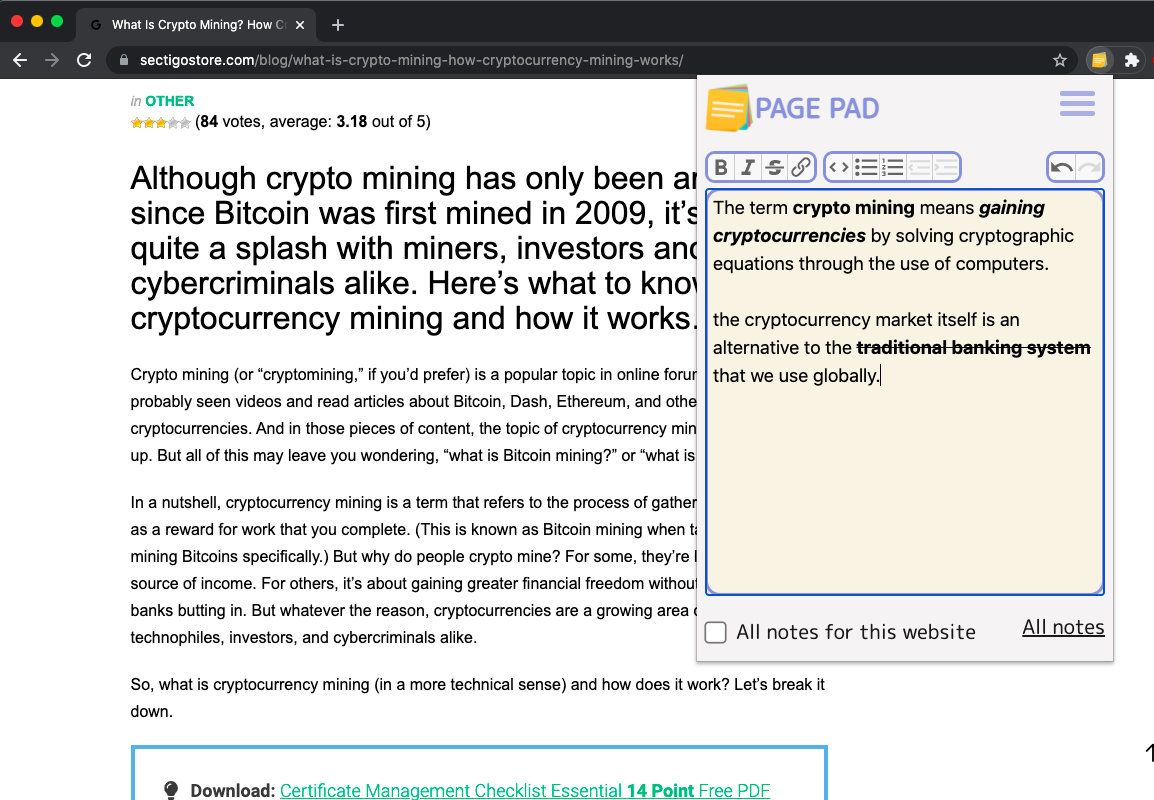 What Is Crypto Mining? How C
sectigostore.com/blog/what-is-crypto-mining-how-cryptocurrency-mining-works/
in OTHER
(84 votes, average: 3.18 out of 5)
Although crypto mining has only been
since Bitcoin was first mined in 2009, it’s
quite a splash with miners, investors and
cybercriminals alike. Here’s what to know
cryptocurrency mining and how it works.
Crypto mining (or “cryptomining,” if you’d prefer) is a popular topic in online
probably seen videos and read articles about Bitcoin, Dash, Ethereum, and
cryptocurrencies. And in those pieces of content, the topic of cryptocurrency
up. But all of this may leave you wondering, “what is Bitcoin mining?” or “what is
In a nutshell, cryptocurrency mining is a term that refers to the process of
as a reward for work that you complete. (This is known as Bitcoin mining when
mining Bitcoins specifically.) But why do people crypto mine? For some, they’re
source of income. For others, it’s about gaining greater financial freedom without
banks butting in. But whatever the reason, cryptocurrencies are a growing area
technophiles, investors, and cybercriminals alike.
So, what is cryptocurrency mining (in a more technical sense) and how does it work? Let’s break it
down.
Download: Certificate Management Checklist Essential 14 Point Free PDF
PAGE PAD
B I S
The term crypto mining means gaining
cryptocurrencies by solving cryptographic
equations through the use of computers.
the cryptocurrency market itself is an
alternative to the traditional banking system
that we use globally.
All notes for this website
All notes
1